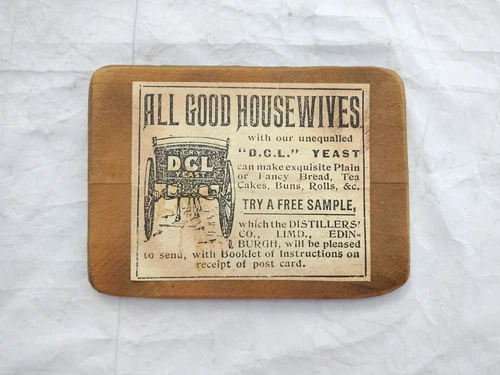 ALL GOOD HOUSEWIVES
with our unequalled
"D.C.L." YEAST
can make exquisite Plain
or Fancy Bread, Tea
Cakes, Buns, Rolls, &c.
TRY
D.C.L
YEAST
TRY A FREE SAMPLE,
which the DISTILLERS'
CO., LIMD., EDIN-
BURGH, will be pleased
to send, with Booklet of Instructions on
receipt of post card.